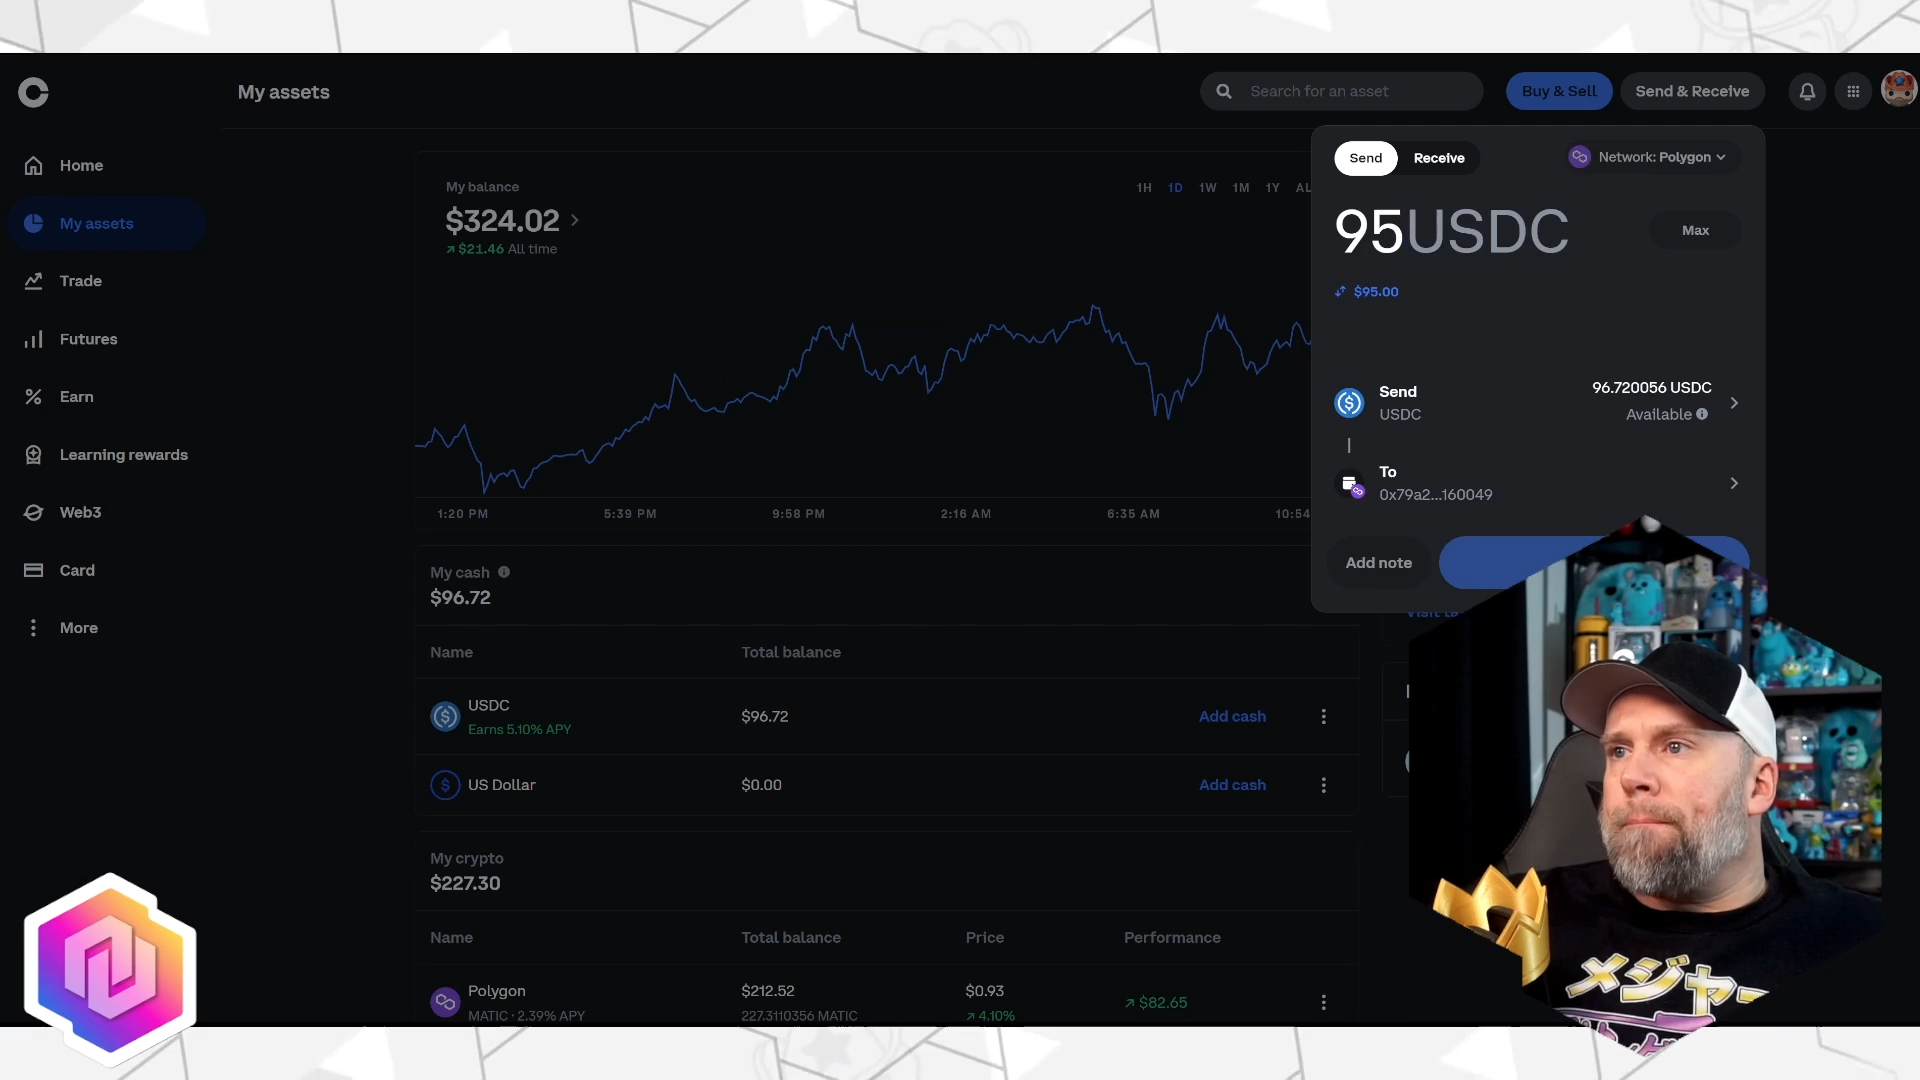 My assets
Search for an asset
Buy & Sell
Send & Receive
Home
My assets
Trade
Futures
Earn
Learning rewards
Web3
Card
More
My balance
$324.02
$21.46 All time
1H 1D 1W 1M 1Y AL
1:20 PM 5:39 PM 9:58 PM 2:16 AM 6:35 AM 10:54
Send Receive
Network: Polygon
95USDC
Max
$95.00
Send
USDC
96.720056 USDC
Available
To
0x79a2...160049
Add note
My cash
$96.72
Name Total balance
USDC
Earns 5.10% APY
$96.72
Add cash
US Dollar
$0.00
Add cash
My crypto
$227.30
Name Total balance Price Performance
Polygon
MATIC · 2.39% APY
$212.52
227.3110356 MATIC
$0.93
4.10%
$82.65
メジャー